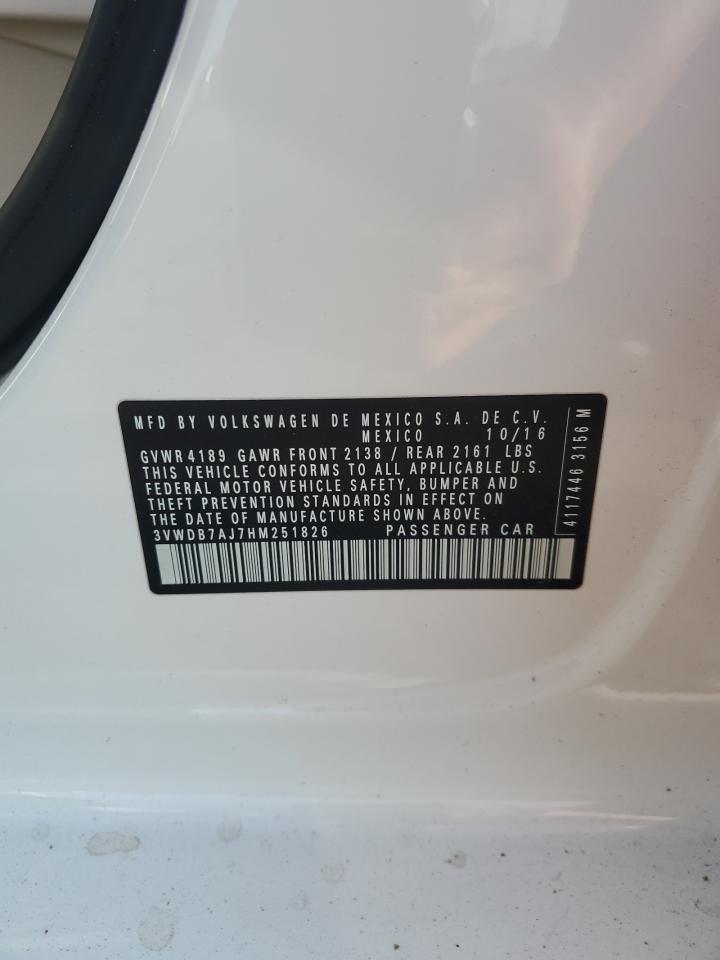 MFD BY VOLKSWAGEN DE MEXICO S.A. DE C.V.
MEXICO 10/16
GVWR 4189 GAWR FRONT 2138 / REAR 2161 LBS
THIS VEHICLE CONFORMS TO ALL APPLICABLE U.S.
FEDERAL MOTOR VEHICLE SAFETY, BUMPER AND
THEFT PREVENTION STANDARDS IN EFFECT ON
THE DATE OF MANUFACTURE SHOWN ABOVE.
3VWDB7AJ7HM251826 PASSENGER CAR
4117446 3156 M